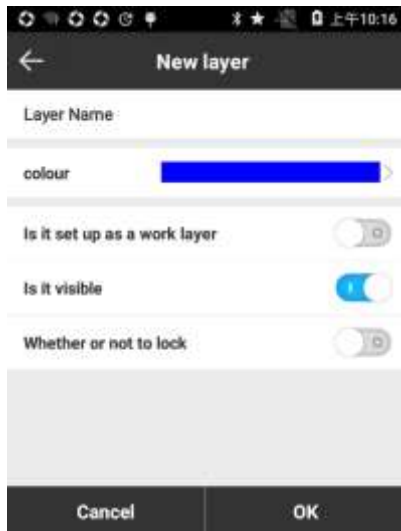 上午10:16
New layer
Layer Name
colour
Is it set up as a work layer
Is it visible
Whether or not to lock
Cancel OK